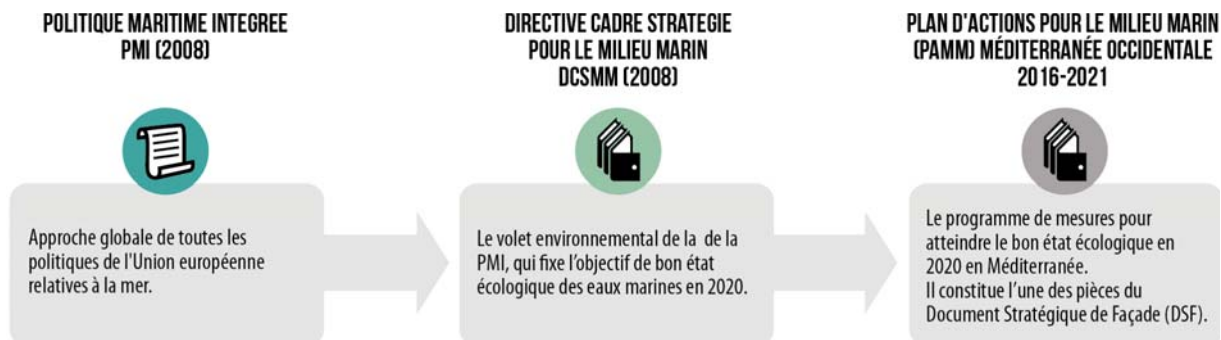 POLITIQUE MARITIME INTEGREE
PMI (2008)
Approche globale de toutes les
politiques de l'Union européenne
relatives à la mer.
DIRECTIVE CADRE STRATEGIE
POUR LE MILIEU MARIN
DCSMM (2008)
Le volet environnemental de la de la
PMI, qui fixe l'objectif de bon état
écologique des eaux marines en 2020.
PLAN D'ACTIONS POUR LE MILIEU MARIN
(PAMM) MÉDITERRANÉE OCCIDENTALE
2016-2021
Le programme de mesures pour
atteindre le bon état écologique en
2020 en Méditerranée.
Il constitue l'une des pièces du
Document Stratégique de Façade (DSF).